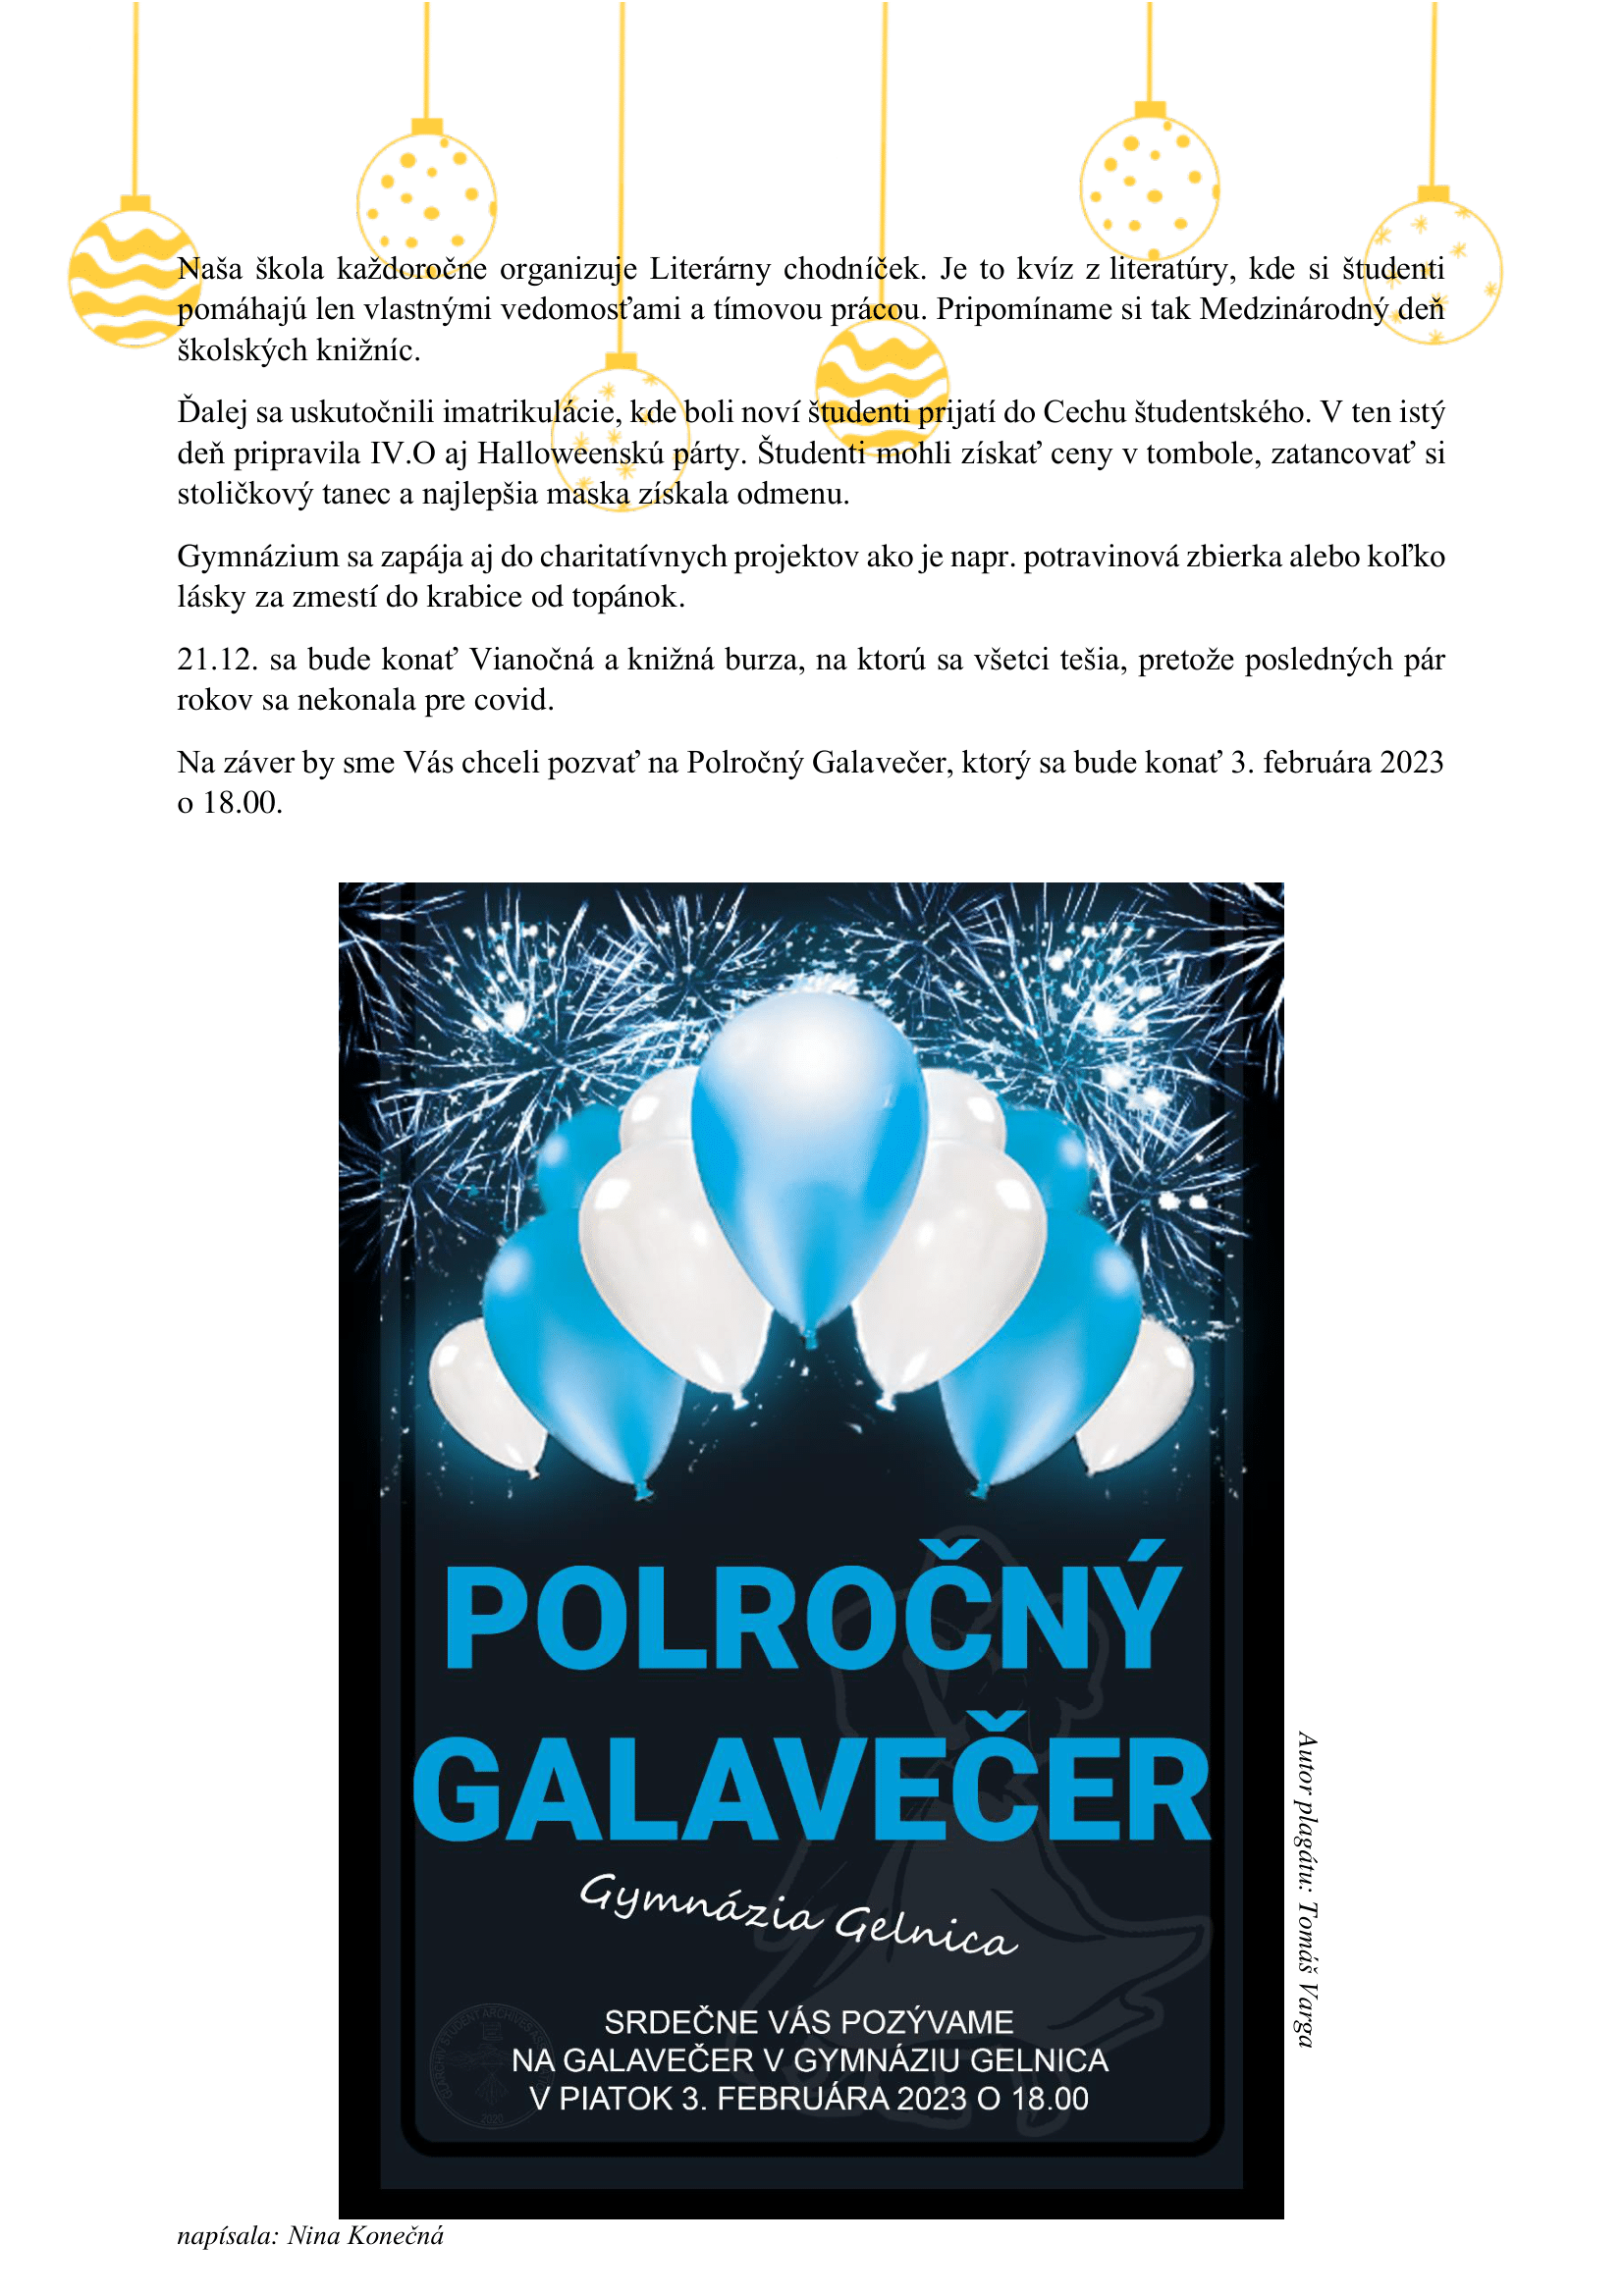 Naša škola každoročne organizuje Literárny chodníček. Je to kvíz z literatúry, kde si študenti
pomáhajú len vlastnými vedomosťami a tímovou prácou. Pripomíname si tak Medzinárodný deň
školských knižníc.
Ďalej sa uskutočnili imatrikulácie, kde boli noví študenti prijatí do Cechu študentského. V ten istý
deň pripravila IV.O aj Halloweenskú párty. Študenti mohli získať ceny v tombole, zatancovať si
stoličkový tanec a najlepšia maska získala odmenu.
Gymnázium sa zapája aj do charitatívnych projektov ako je napr. potravinová zbierka alebo koľko
lásky za zmestí do krabice od topánok.
21.12. sa bude konať Vianočná a knižná burza, na ktorú sa všetci tešia, pretože posledných pár
rokov sa nekonala pre covid.
Na záver by sme Vás chceli pozvať na Polročný Galavečer, ktorý sa bude konať 3. februára 2023
o 18.00.
POLROČNÝ
GALAVEČER
Gymnázia Gelnica
SRDEČNE VÁS POZÝVAME
NA GALAVEČER V GYMNÁZIU GELNICA
V PIATOK 3. FEBRUÁRA 2023 O 18.00
STUDENT ARCHIVES
2020
Autor plagátu: Tomáš Varga
napísala: Nina Konečná